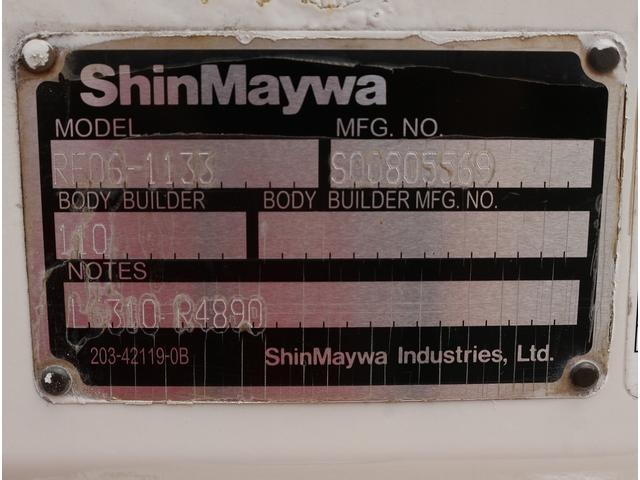 ShinMaywa
MODEL MFG. NO.
RF06-1133 S00805569
BODY BUILDER BODY BUILDER MFG. NO.
110
NOTES
L5310 R4890
203-42119-0B ShinMaywa Industries, Ltd.